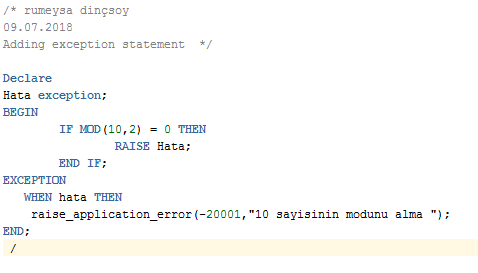 /* rumeysa dinçsoy
09.07.2018
Adding exception statement  */
Declare
Hata exception;
BEGIN
IF MOD(10,2) = 0 THEN
RAISE Hata;
END IF;
EXCEPTION
WHEN hata THEN
raise_application_error(-20001,"10 sayisinin modunu alma ");
END;
/